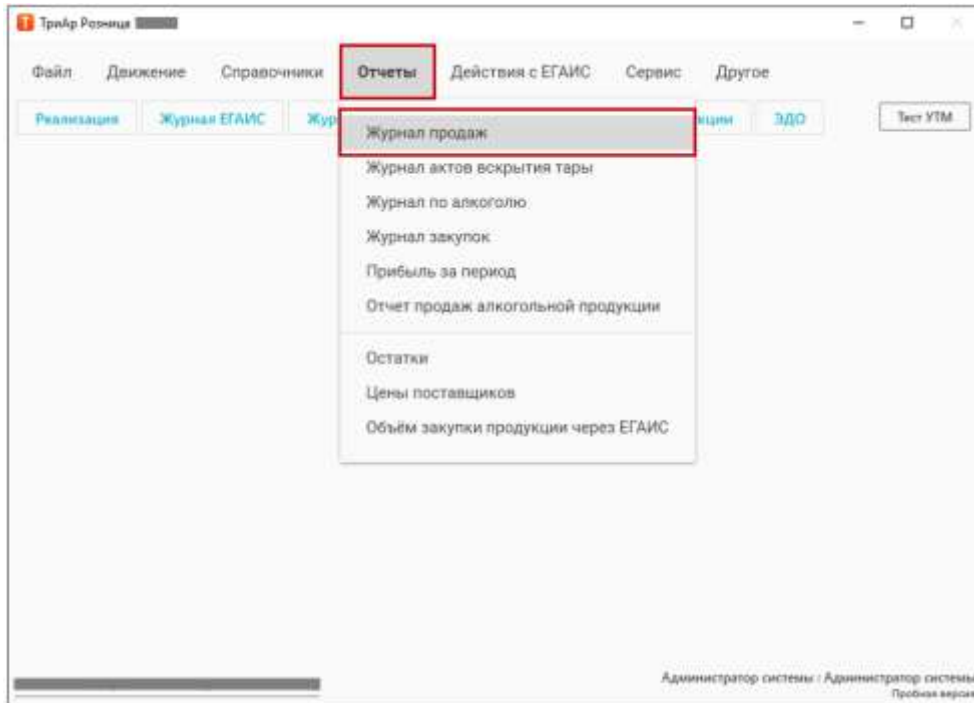 ТриАр Розница
Файл Движение Справочники Отчеты Действия с ЕГАИС Сервис Другое
Реализация Журнал ЕГАИС ЭДО Тест УТМ
Журнал продаж
Журнал актов вскрытия тары
Журнал по алкоголю
Журнал закупок
Прибыль за период
Отчет продаж алкогольной продукции
Остатки
Цены поставщиков
Объём закупки продукции через ЕГАИС
Администратор системы : Администратор системы
Пробная версия